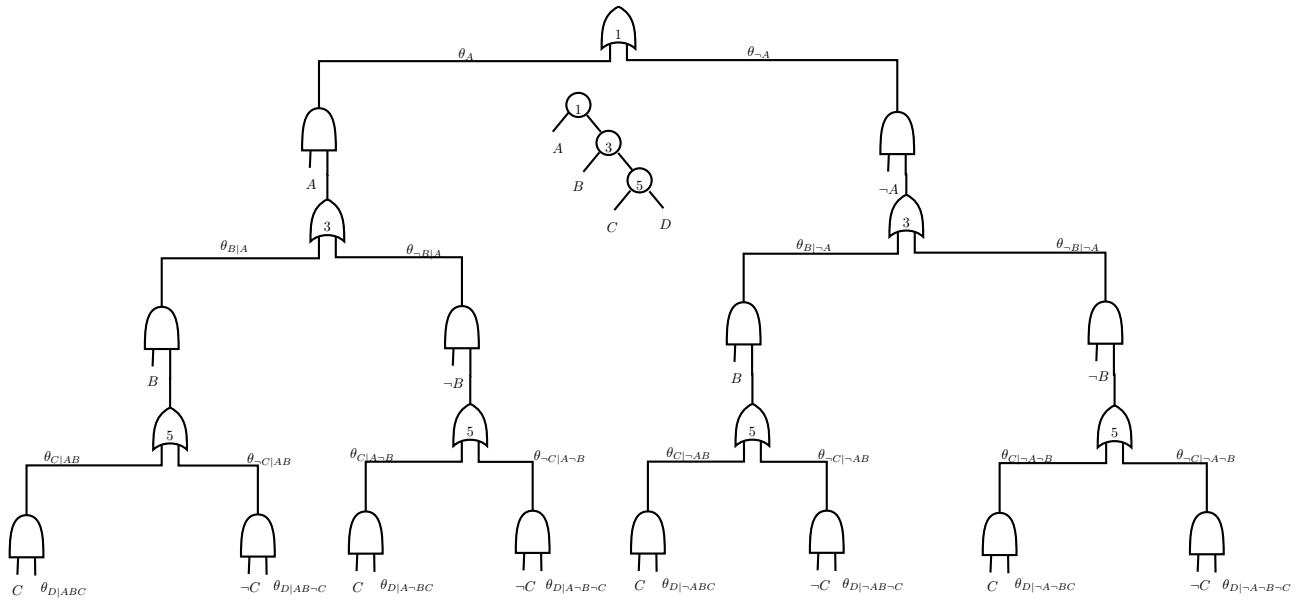 1
θ_A θ_¬A
1
A 3
B 5
C D
A ¬A
3 3
θ_B|A θ_¬B|A θ_B|¬A θ_¬B|¬A
B ¬B B ¬B
5 5 5 5
θ_C|AB θ_¬C|AB θ_C|A¬B θ_¬C|A¬B θ_C|¬AB θ_¬C|¬AB θ_C|¬A¬B θ_¬C|¬A¬B
C θ_D|ABC ¬C θ_D|AB¬C C θ_D|A¬BC ¬C θ_D|A¬B¬C C θ_D|¬ABC ¬C θ_D|¬AB¬C C θ_D|¬A¬BC ¬C θ_D|¬A¬B¬C